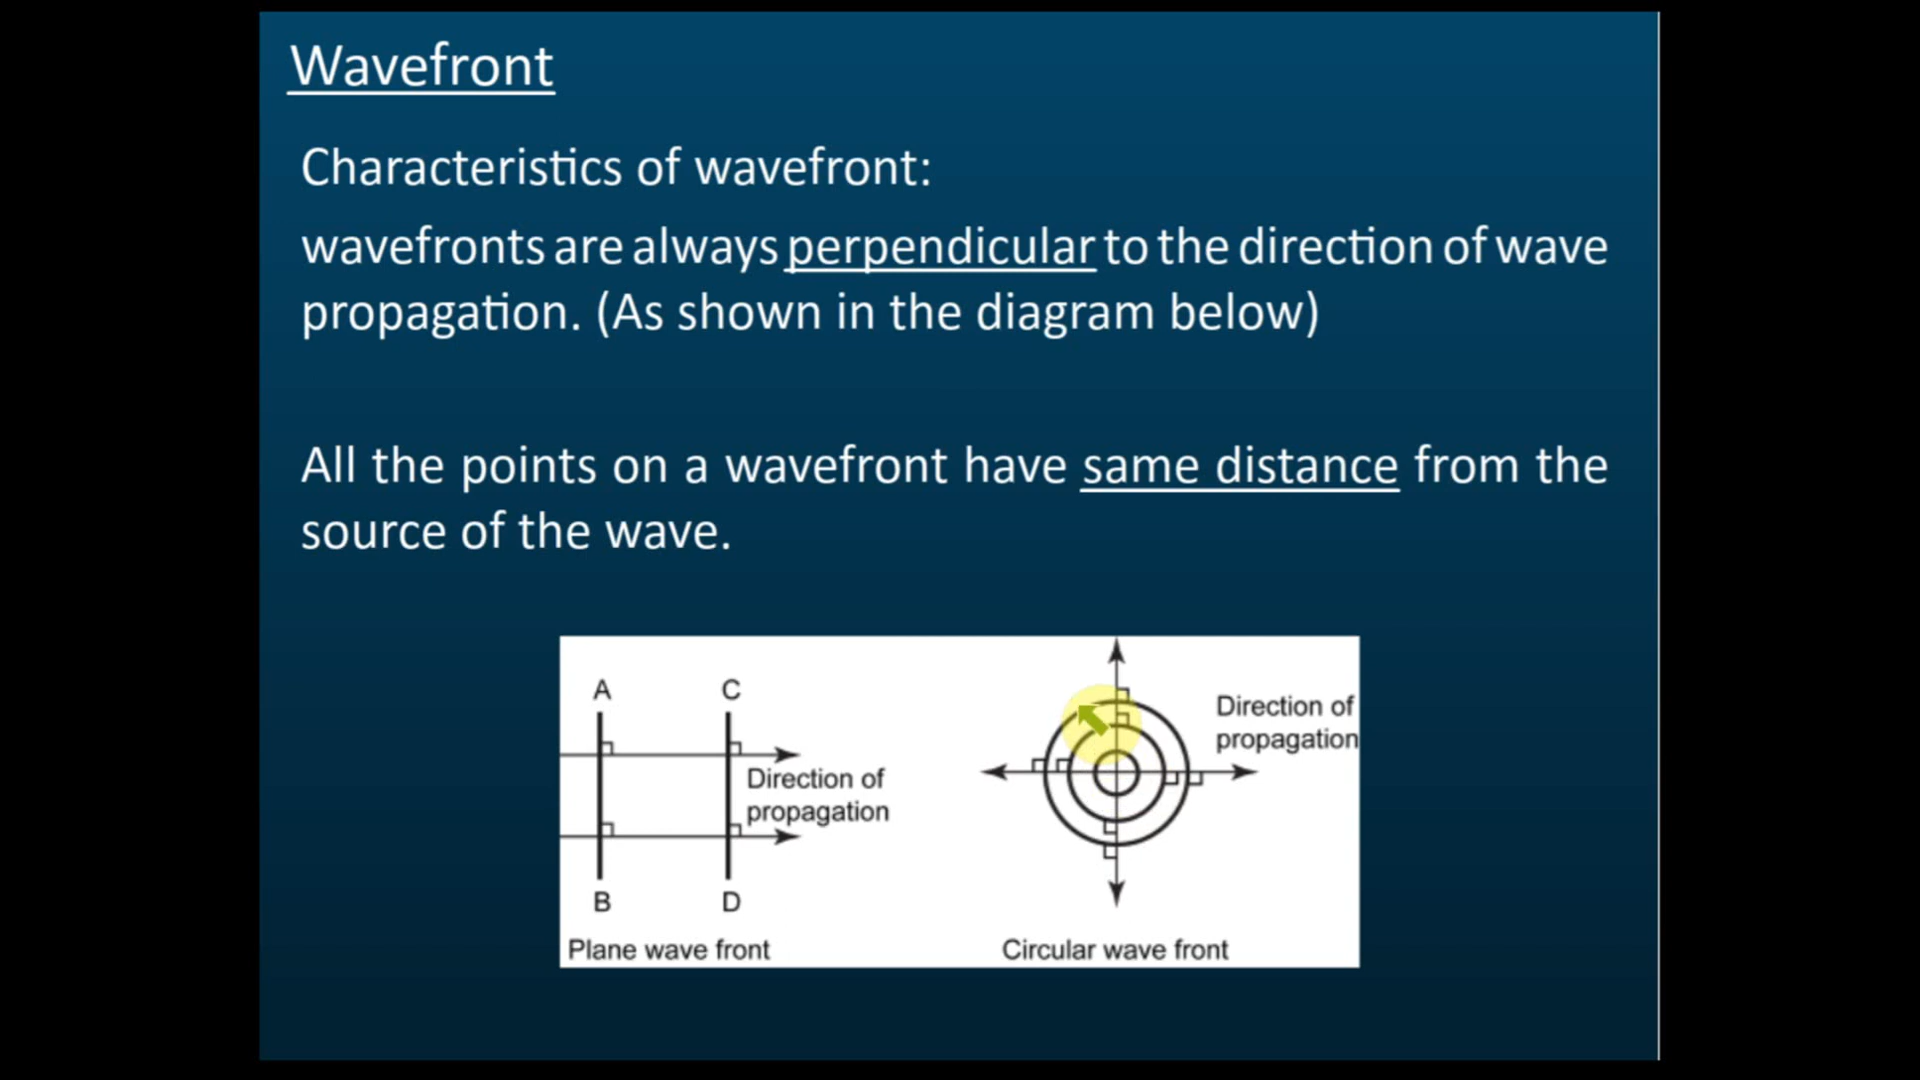 Wavefront
Characteristics of wavefront:
wavefronts are always perpendicular to the direction of wave
propagation. (As shown in the diagram below)
All the points on a wavefront have same distance from the
source of the wave.
A
C
Direction of
propagation
B
D
Plane wave front
Direction of
propagation
Circular wave front